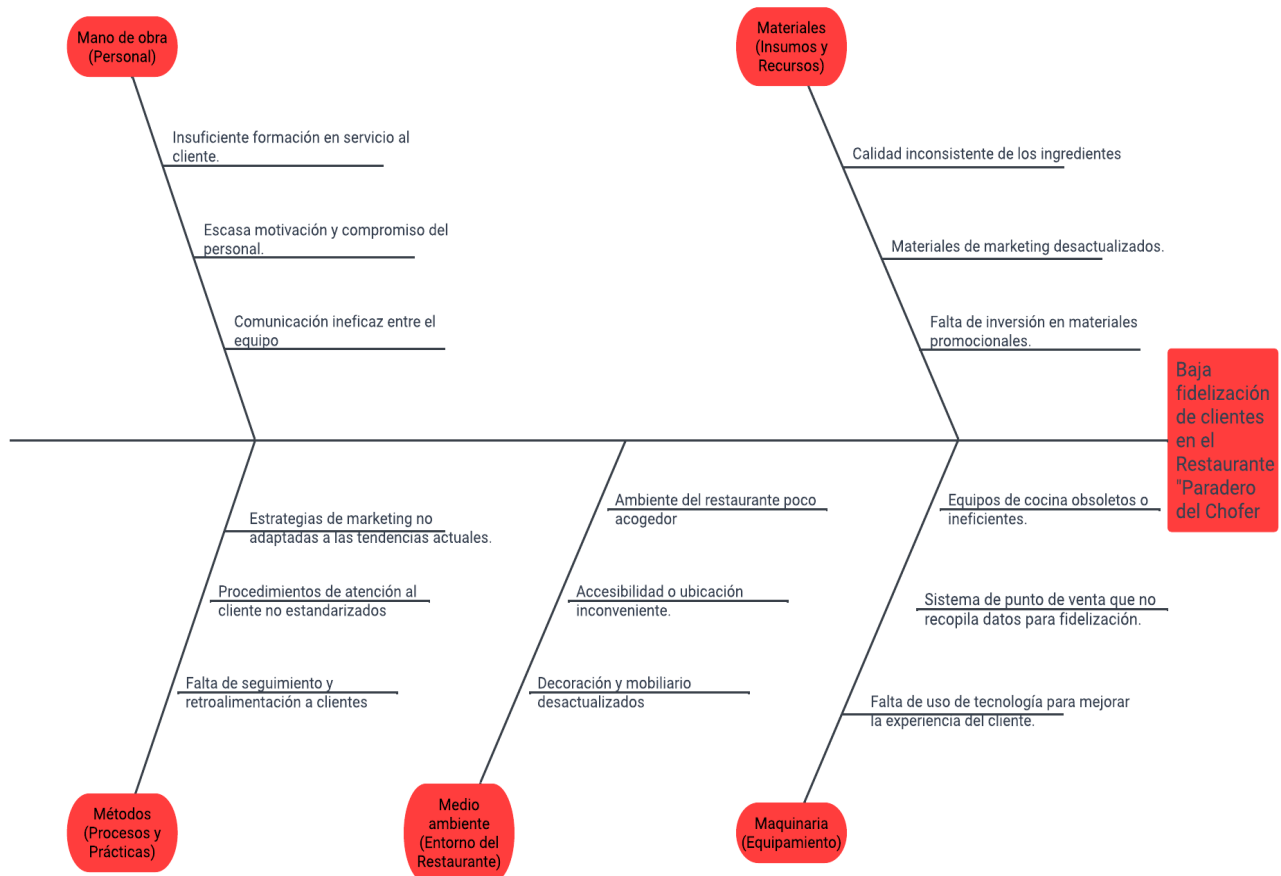 Mano de obra
(Personal)
Insuficiente formación en servicio al
cliente.
Escasa motivación y compromiso del
personal.
Comunicación ineficaz entre el
equipo
Materiales
(Insumos y
Recursos)
Calidad inconsistente de los ingredientes
Materiales de marketing desactualizados.
Falta de inversión en materiales
promocionales.
Baja
fidelización
de clientes
en el
Restaurante
"Paradero
del Chofer
Estrategias de marketing no
adaptadas a las tendencias actuales.
Procedimientos de atención al
cliente no estandarizados
Falta de seguimiento y
retroalimentación a clientes
Métodos
(Procesos y
Prácticas)
Ambiente del restaurante poco
acogedor
Accesibilidad o ubicación
inconveniente.
Decoración y mobiliario
desactualizados
Medio
ambiente
(Entorno del
Restaurante)
Equipos de cocina obsoletos o
ineficientes.
Sistema de punto de venta que no
recopila datos para fidelización.
Falta de uso de tecnología para mejorar
la experiencia del cliente.
Maquinaria
(Equipamiento)